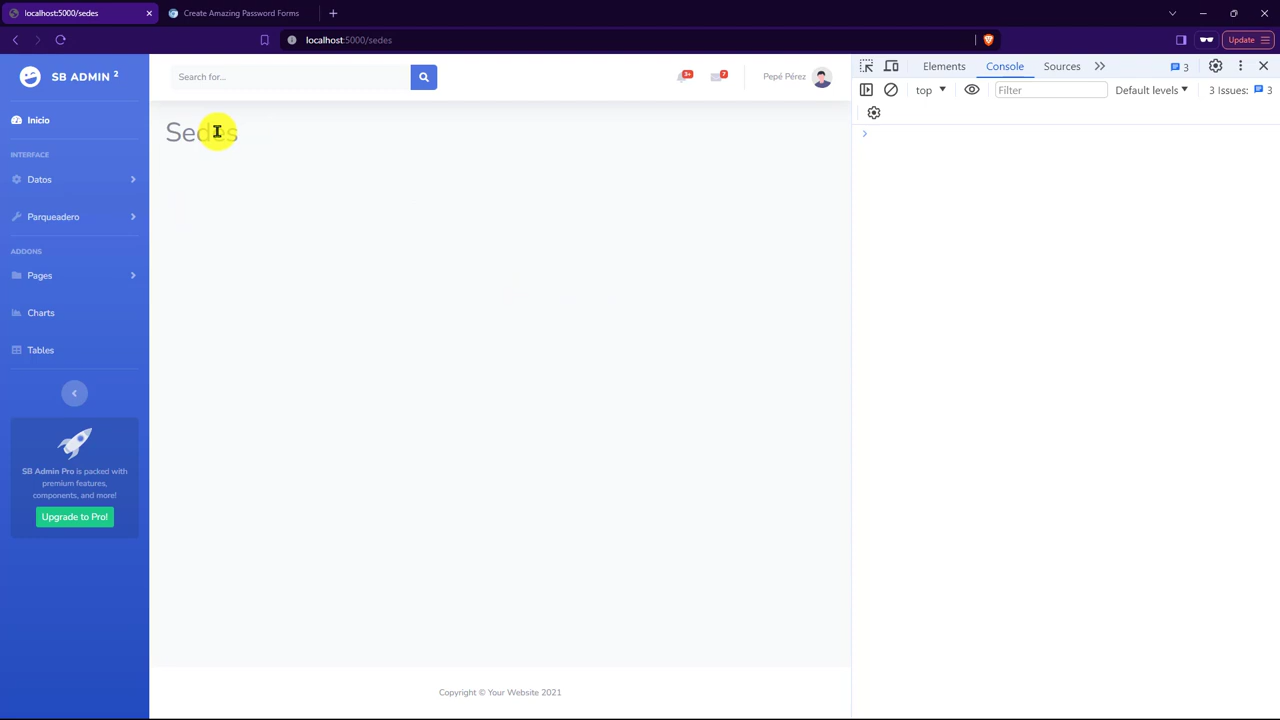 localhost:5000/sedes
Create Amazing Password Forms
localhost:5000/sedes
Update
SB ADMIN 2
Inicio
INTERFACE
Datos
Parqueadero
ADDONS
Pages
Charts
Tables
SB Admin Pro is packed with
premium features,
components, and more!
Upgrade to Pro!
Search for...
3+
7
Pepé Pérez
Sedes
Copyright © Your Website 2021
Elements
Console
Sources
3
top
Filter
Default levels
3 Issues:
3